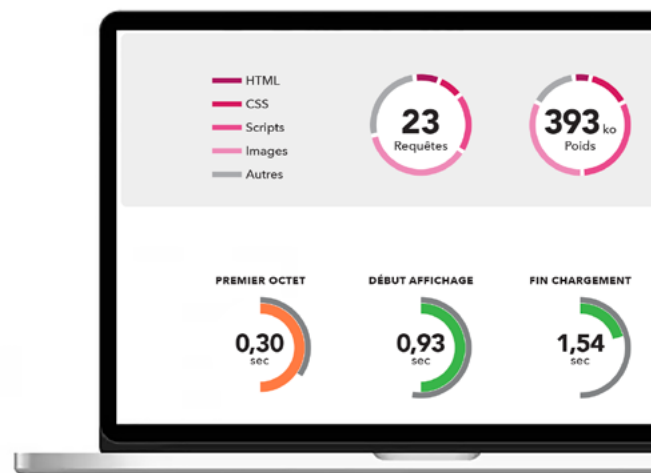 HTML
CSS
Scripts
Images
Autres
23
Requêtes
393 ko
Poids
PREMIER OCTET
0,30
sec
DÉBUT AFFICHAGE
0,93
sec
FIN CHARGEMENT
1,54
sec